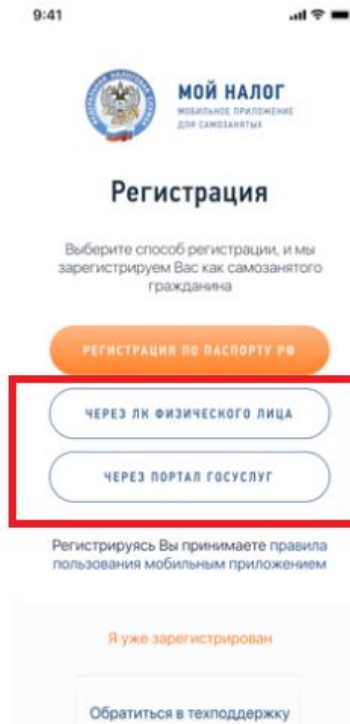 9:41
МОЙ НАЛОГ
МОБИЛЬНОЕ ПРИЛОЖЕНИЕ
ДЛЯ САМОЗАНЯТЫХ
Регистрация
Выберите способ регистрации, и мы
зарегистрируем Вас как самозанятого
гражданина
РЕГИСТРАЦИЯ ПО ПАСПОРТУ РФ
ЧЕРЕЗ ЛК ФИЗИЧЕСКОГО ЛИЦА
ЧЕРЕЗ ПОРТАЛ ГОСУСЛУГ
Регистрируясь Вы принимаете правила
пользования мобильным приложением
Я уже зарегистрирован
Обратиться в техподдержку